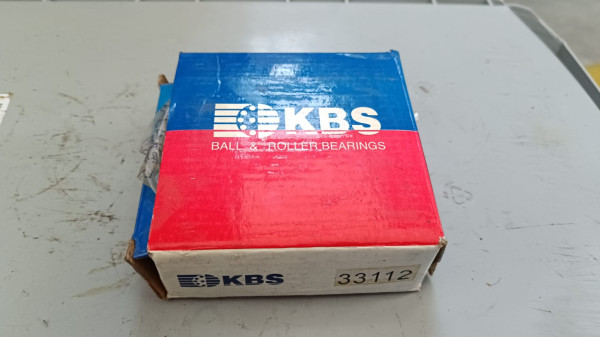 KBS
BALL & ROLLER BEARINGS
KBS
33112